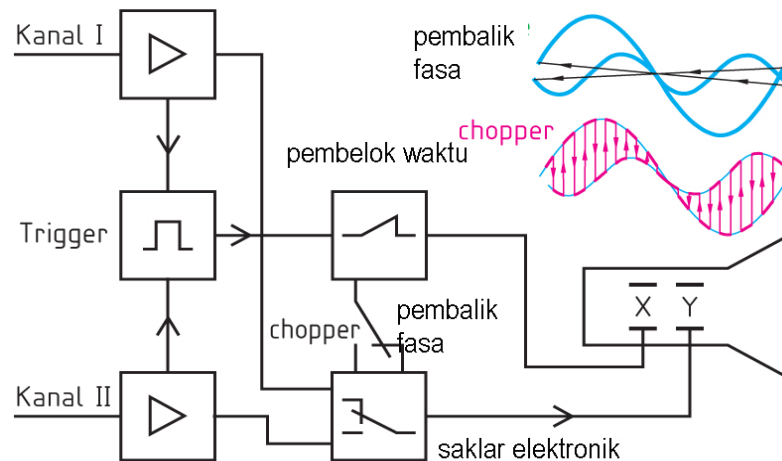 Kanal I
pembalik
fasa
chopper
pembelok waktu
Trigger
X Y
chopper
pembalik
fasa
Kanal II
saklar elektronik